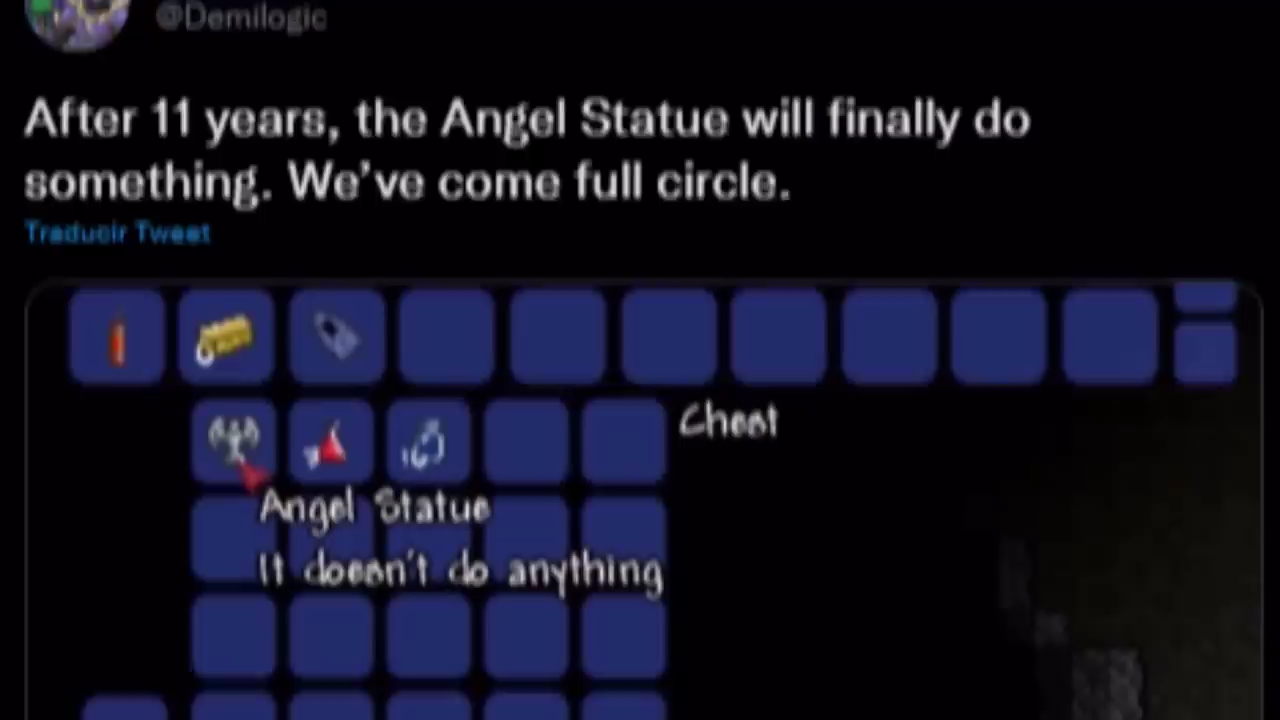 @Demilogic
After 11 years, the Angel Statue will finally do
something. We've come full circle.
Traducir Tweet
Chest
Angel Statue
It doesn't do anything